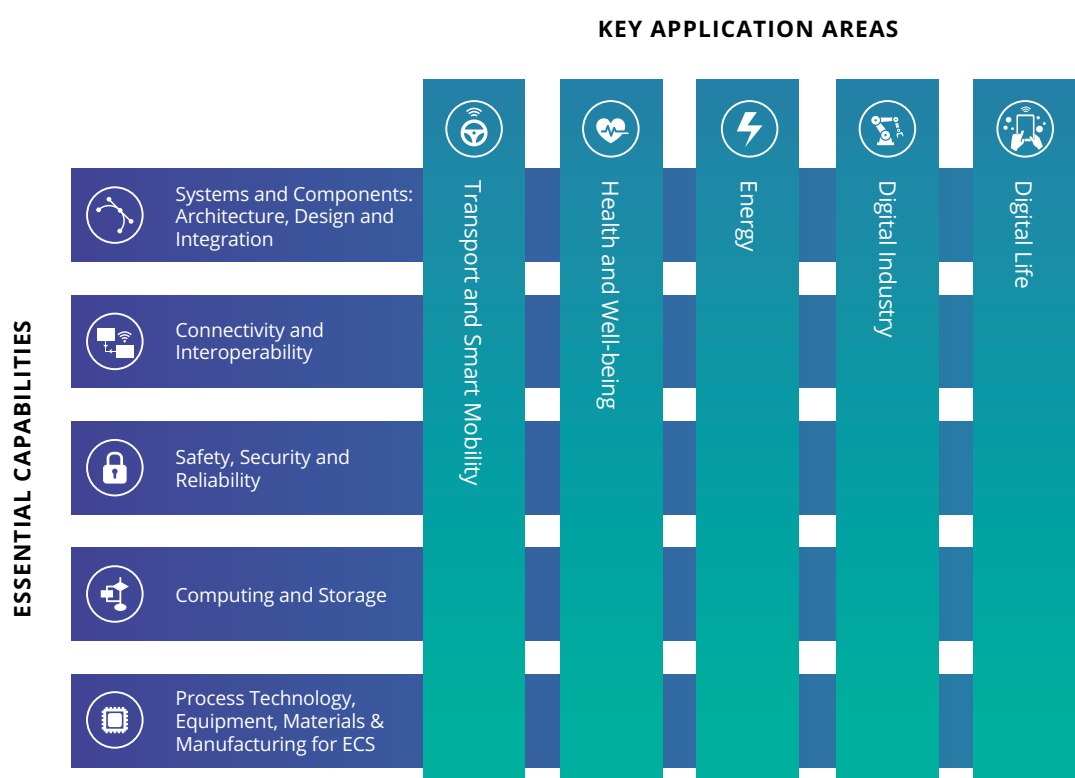 KEY APPLICATION AREAS
Transport and Smart Mobility
Health and Well-being
Energy
Digital Industry
Digital Life
ESSENTIAL CAPABILITIES
Systems and Components:
Architecture, Design and
Integration
Connectivity and
Interoperability
Safety, Security and
Reliability
Computing and Storage
Process Technology,
Equipment, Materials &
Manufacturing for ECS